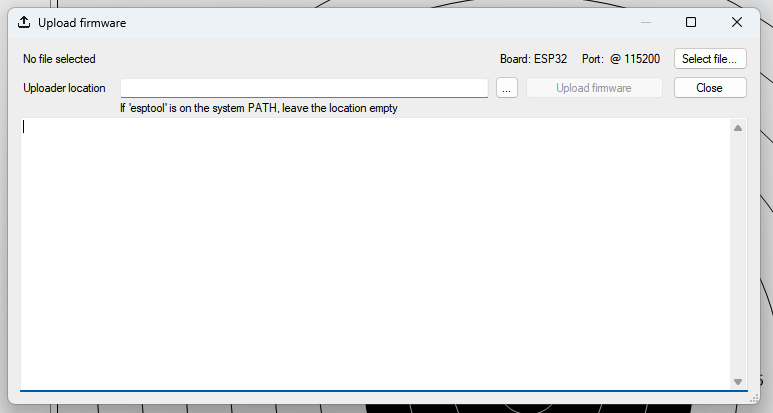 Upload firmware
No file selected
Board: ESP32
Port: @ 115200
Select file...
Uploader location
...
Upload firmware
Close
If 'esptool' is on the system PATH, leave the location empty